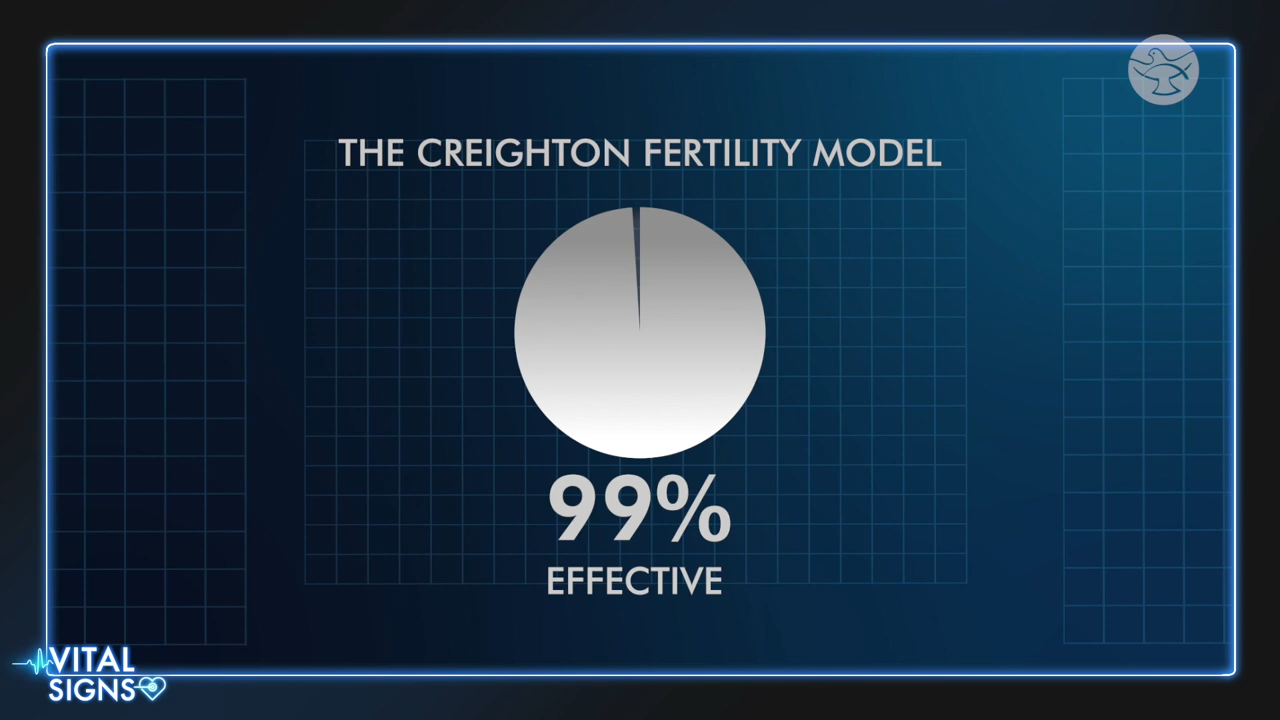 THE CREIGHTON FERTILITY MODEL
99%
EFFECTIVE
VITAL
SIGNS